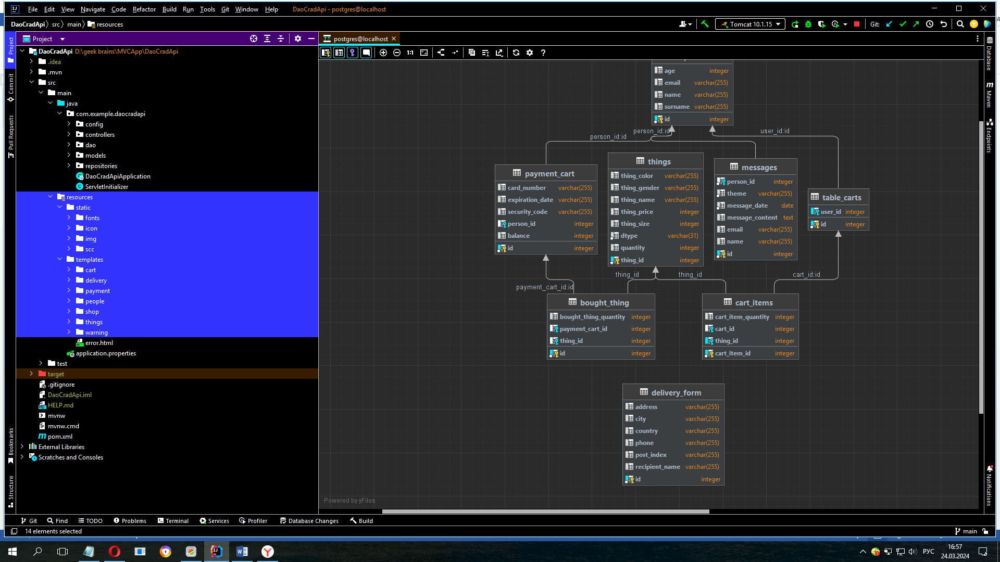 File Edit View Navigate Code Refactor Build Run Tools Git Window Help DaoCradApi - postgres@localhost
DaoCradApi src main resources Tomcat 10.1.15 Git:
Project
postgres@localhost
DaoCradApi D:\geek brains\MVCApp\DaoCradApi
.idea
.mvn
src
main
java
com.example.daocradapi
config
controllers
dao
models
repositories
DaoCradApiApplication
ServletInitializer
resources
static
fonts
icon
img
scc
templates
cart
delivery
payment
people
shop
things
warning
error.html
application.properties
test
target
.gitignore
DaoCradApi.iml
HELP.md
mvnw
mvnw.cmd
pom.xml
External Libraries
Scratches and Consoles
Project
Commit
Pull Requests
Bookmarks
Structure
1:1
?
age integer
email varchar(255)
name varchar(255)
surname varchar(255)
id integer
person_id:id
person_id:id
user_id:id
payment_cart
card_number varchar(255)
expiration_date varchar(255)
security_code varchar(255)
person_id integer
balance integer
id integer
things
thing_color varchar(255)
thing_gender varchar(255)
thing_name varchar(255)
thing_price integer
thing_size integer
dtype varchar(31)
quantity integer
thing_id integer
messages
person_id integer
theme varchar(255)
message_date date
message_content text
email varchar(255)
name varchar(255)
id integer
table_carts
user_id integer
id integer
payment_cart_id:id
thing_id
thing_id
cart_id:id
bought_thing
bought_thing_quantity integer
payment_cart_id integer
thing_id integer
id integer
cart_items
cart_item_quantity integer
cart_id integer
thing_id integer
cart_item_id integer
delivery_form
address varchar(255)
city varchar(255)
country varchar(255)
phone varchar(255)
post_index varchar(255)
recipient_name varchar(255)
id integer
Powered by yFiles
Database
Maven
Endpoints
Notifications
Git Find TODO Problems Terminal Services Profiler Database Changes Build
14 elements selected
main
РУС
16:57
24.03.2024